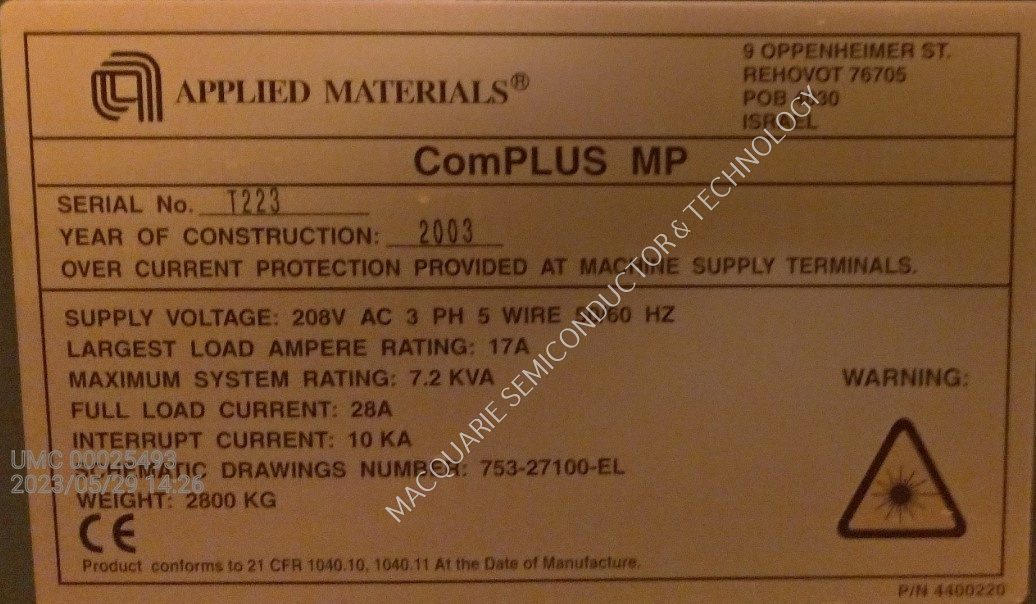 APPLIED MATERIALS®
9 OPPENHEIMER ST.
REHOVOT 76705
POB
ISRAEL
ComPLUS MP
SERIAL No. T223
YEAR OF CONSTRUCTION: 2003
OVER CURRENT PROTECTION PROVIDED AT MACHINE SUPPLY TERMINALS.
SUPPLY VOLTAGE: 208V AC 3 PH 5 WIRE 50/60 HZ
LARGEST LOAD AMPERE RATING: 17A
MAXIMUM SYSTEM RATING: 7.2 KVA
FULL LOAD CURRENT: 28A
INTERRUPT CURRENT: 10 KA
SCHEMATIC DRAWINGS NUMBER: 753-27100-EL
WEIGHT: 2800 KG
WARNING:
CE
Product conforms to 21 CFR 1040.10, 1040.11 At the Date of Manufacture.
P/N 4400220
UMC 00025493
2023/05/29 14:26
MACQUARIE SEMICONDUCTOR & TECHNOLOGY